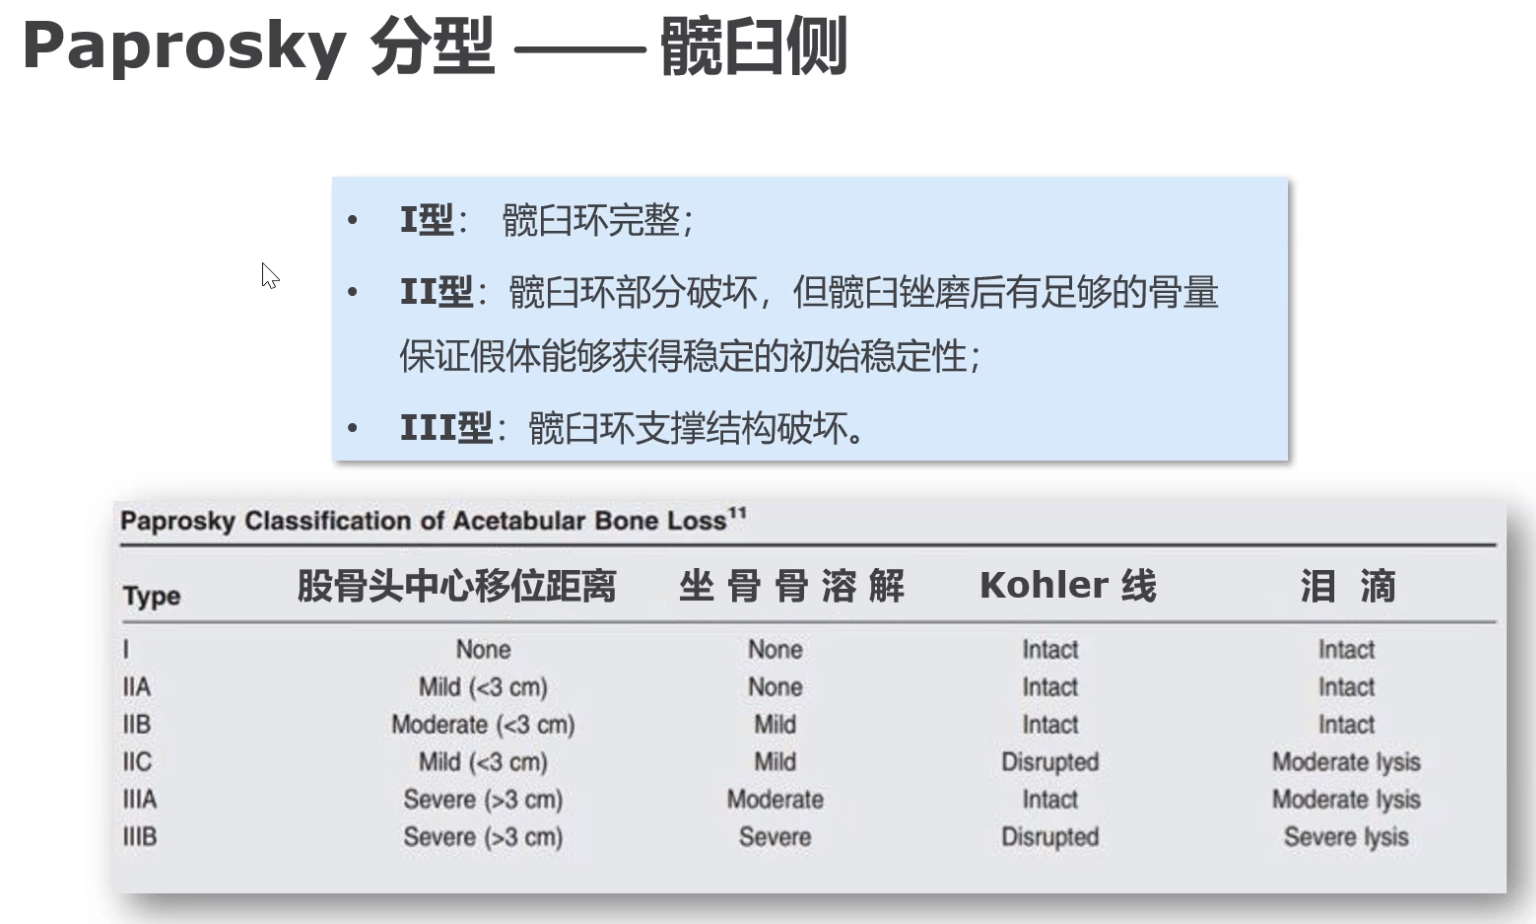 Paprosky 分型 —— 髋臼侧
• I型： 髋臼环完整；
• II型：髋臼环部分破坏，但髋臼锉磨后有足够的骨量
保证假体能够获得稳定的初始稳定性；
• III型：髋臼环支撑结构破坏。
Paprosky Classification of Acetabular Bone Loss¹¹
Type 股骨头中心移位距离 坐骨骨溶解 Kohler 线 泪滴
I None None Intact Intact
IIA Mild (<3 cm) None Intact Intact
IIB Moderate (<3 cm) Mild Intact Intact
IIC Mild (<3 cm) Mild Disrupted Moderate lysis
IIIA Severe (>3 cm) Moderate Intact Moderate lysis
IIIB Severe (>3 cm) Severe Disrupted Severe lysis